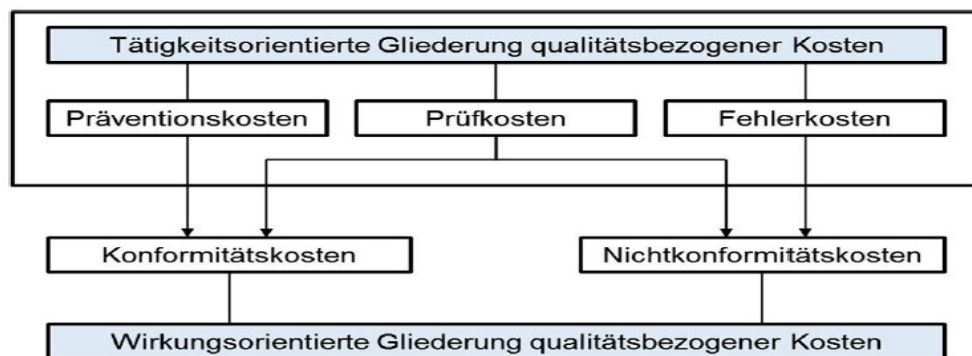 Tätigkeitsorientierte Gliederung qualitätsbezogener Kosten
Präventionskosten
Prüfkosten
Fehlerkosten
Konformitätskosten
Nichtkonformitätskosten
Wirkungsorientierte Gliederung qualitätsbezogener Kosten